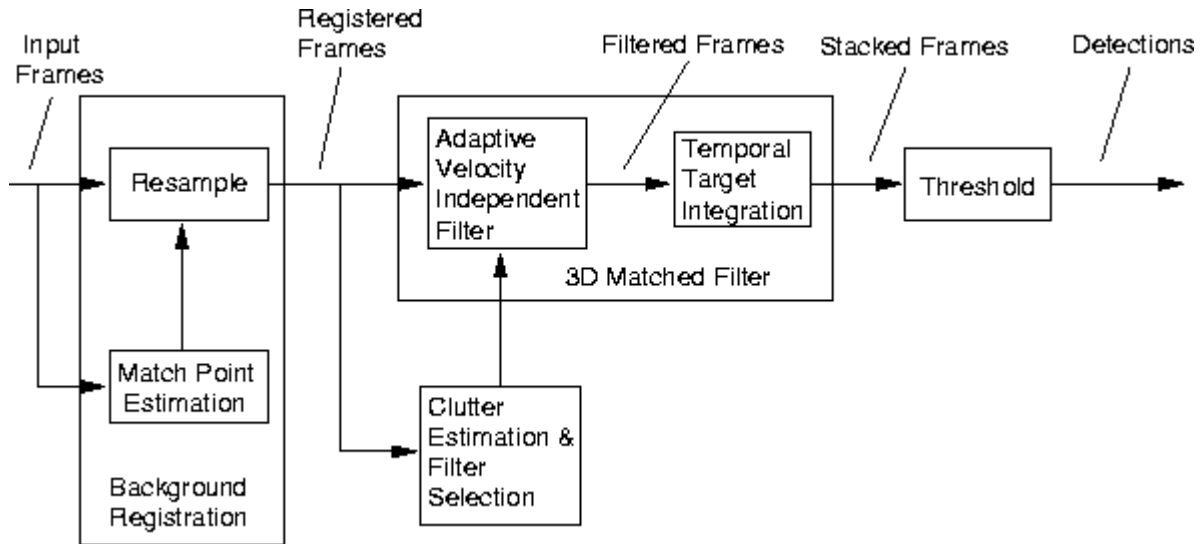 Input
Frames
Registered
Frames
Filtered Frames
Stacked Frames
Detections
Resample
Adaptive
Velocity
Independent
Filter
Temporal
Target
Integration
Threshold
3D Matched Filter
Match Point
Estimation
Clutter
Estimation &
Filter
Selection
Background
Registration